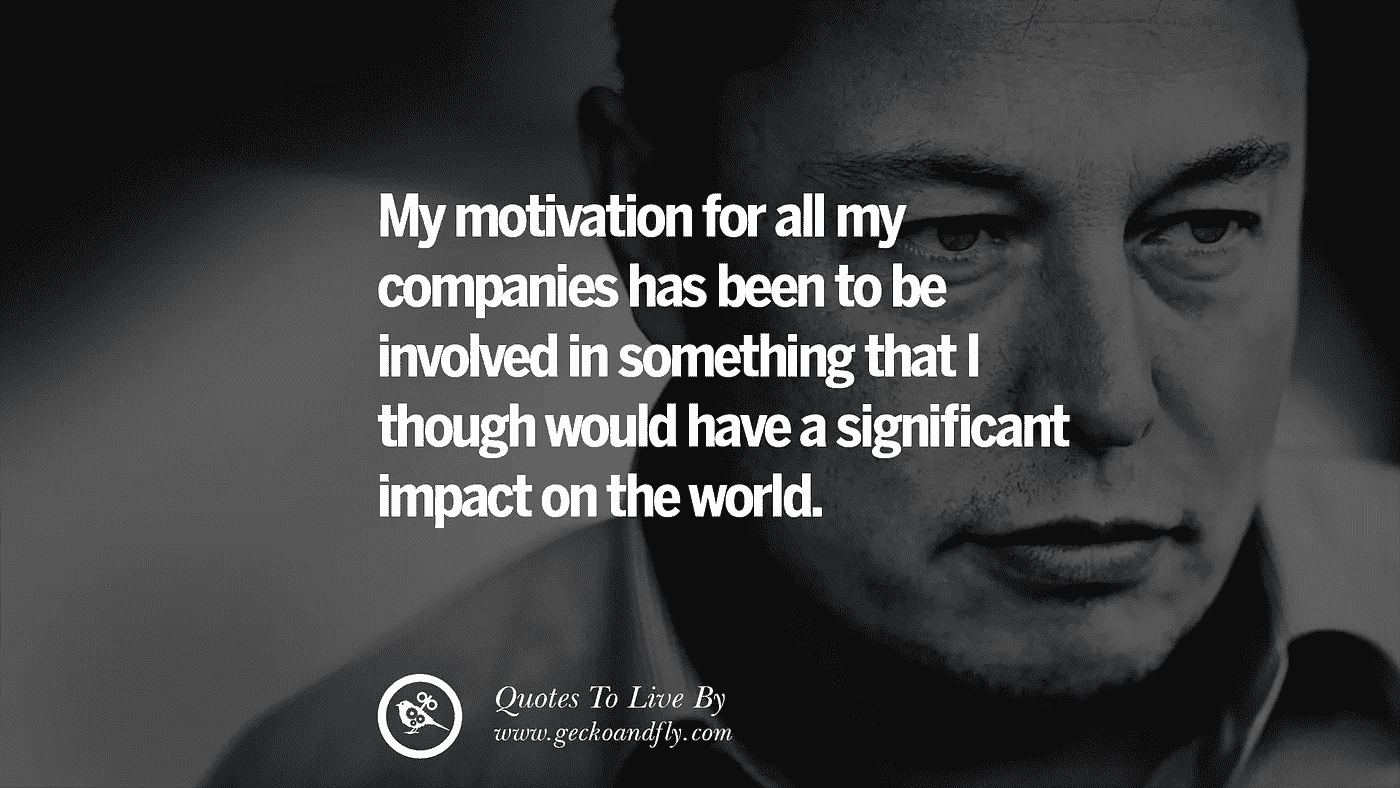 My motivation for all my
companies has been to be
involved in something that I
though would have a significant
impact on the world.
Quotes To Live By
www.geckoandfly.com